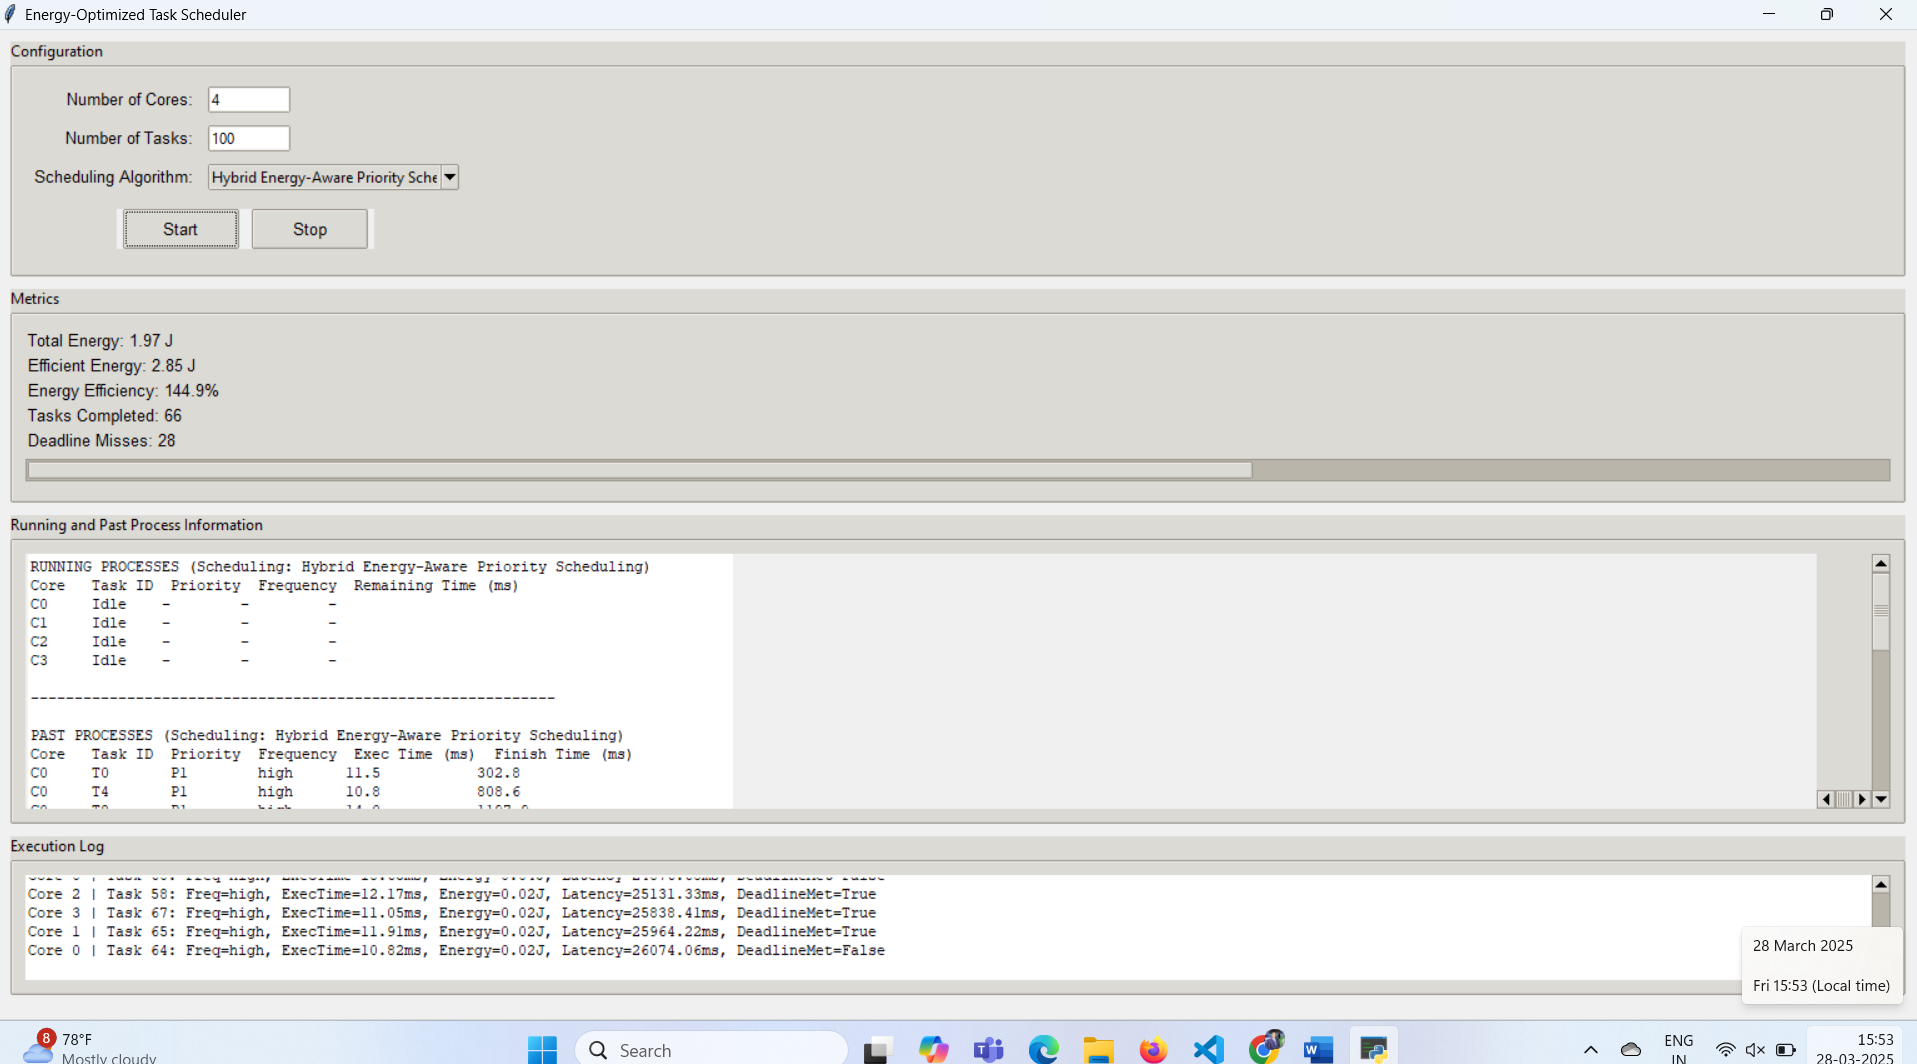 Energy-Optimized Task Scheduler
Configuration
Number of Cores: 4
Number of Tasks: 100
Scheduling Algorithm: Hybrid Energy-Aware Priority Sche
Start Stop
Metrics
Total Energy: 1.97 J
Efficient Energy: 2.85 J
Energy Efficiency: 144.9%
Tasks Completed: 66
Deadline Misses: 28
Running and Past Process Information
RUNNING PROCESSES (Scheduling: Hybrid Energy-Aware Priority Scheduling)
Core Task ID Priority Frequency Remaining Time (ms)
C0 Idle - - -
C1 Idle - - -
C2 Idle - - -
C3 Idle - - -
------------------------------------------------------------
PAST PROCESSES (Scheduling: Hybrid Energy-Aware Priority Scheduling)
Core Task ID Priority Frequency Exec Time (ms) Finish Time (ms)
C0 T0 P1 high 11.5 302.8
C0 T4 P1 high 10.8 808.6
Execution Log
Core 2 | Task 58: Freq=high, ExecTime=12.17ms, Energy=0.02J, Latency=25131.33ms, DeadlineMet=True
Core 3 | Task 67: Freq=high, ExecTime=11.05ms, Energy=0.02J, Latency=25838.41ms, DeadlineMet=True
Core 1 | Task 65: Freq=high, ExecTime=11.91ms, Energy=0.02J, Latency=25964.22ms, DeadlineMet=True
Core 0 | Task 64: Freq=high, ExecTime=10.82ms, Energy=0.02J, Latency=26074.06ms, DeadlineMet=False
28 March 2025
Fri 15:53 (Local time)
8
78°F
Mostly cloudy
Search
ENG
IN
15:53
28-03-2025